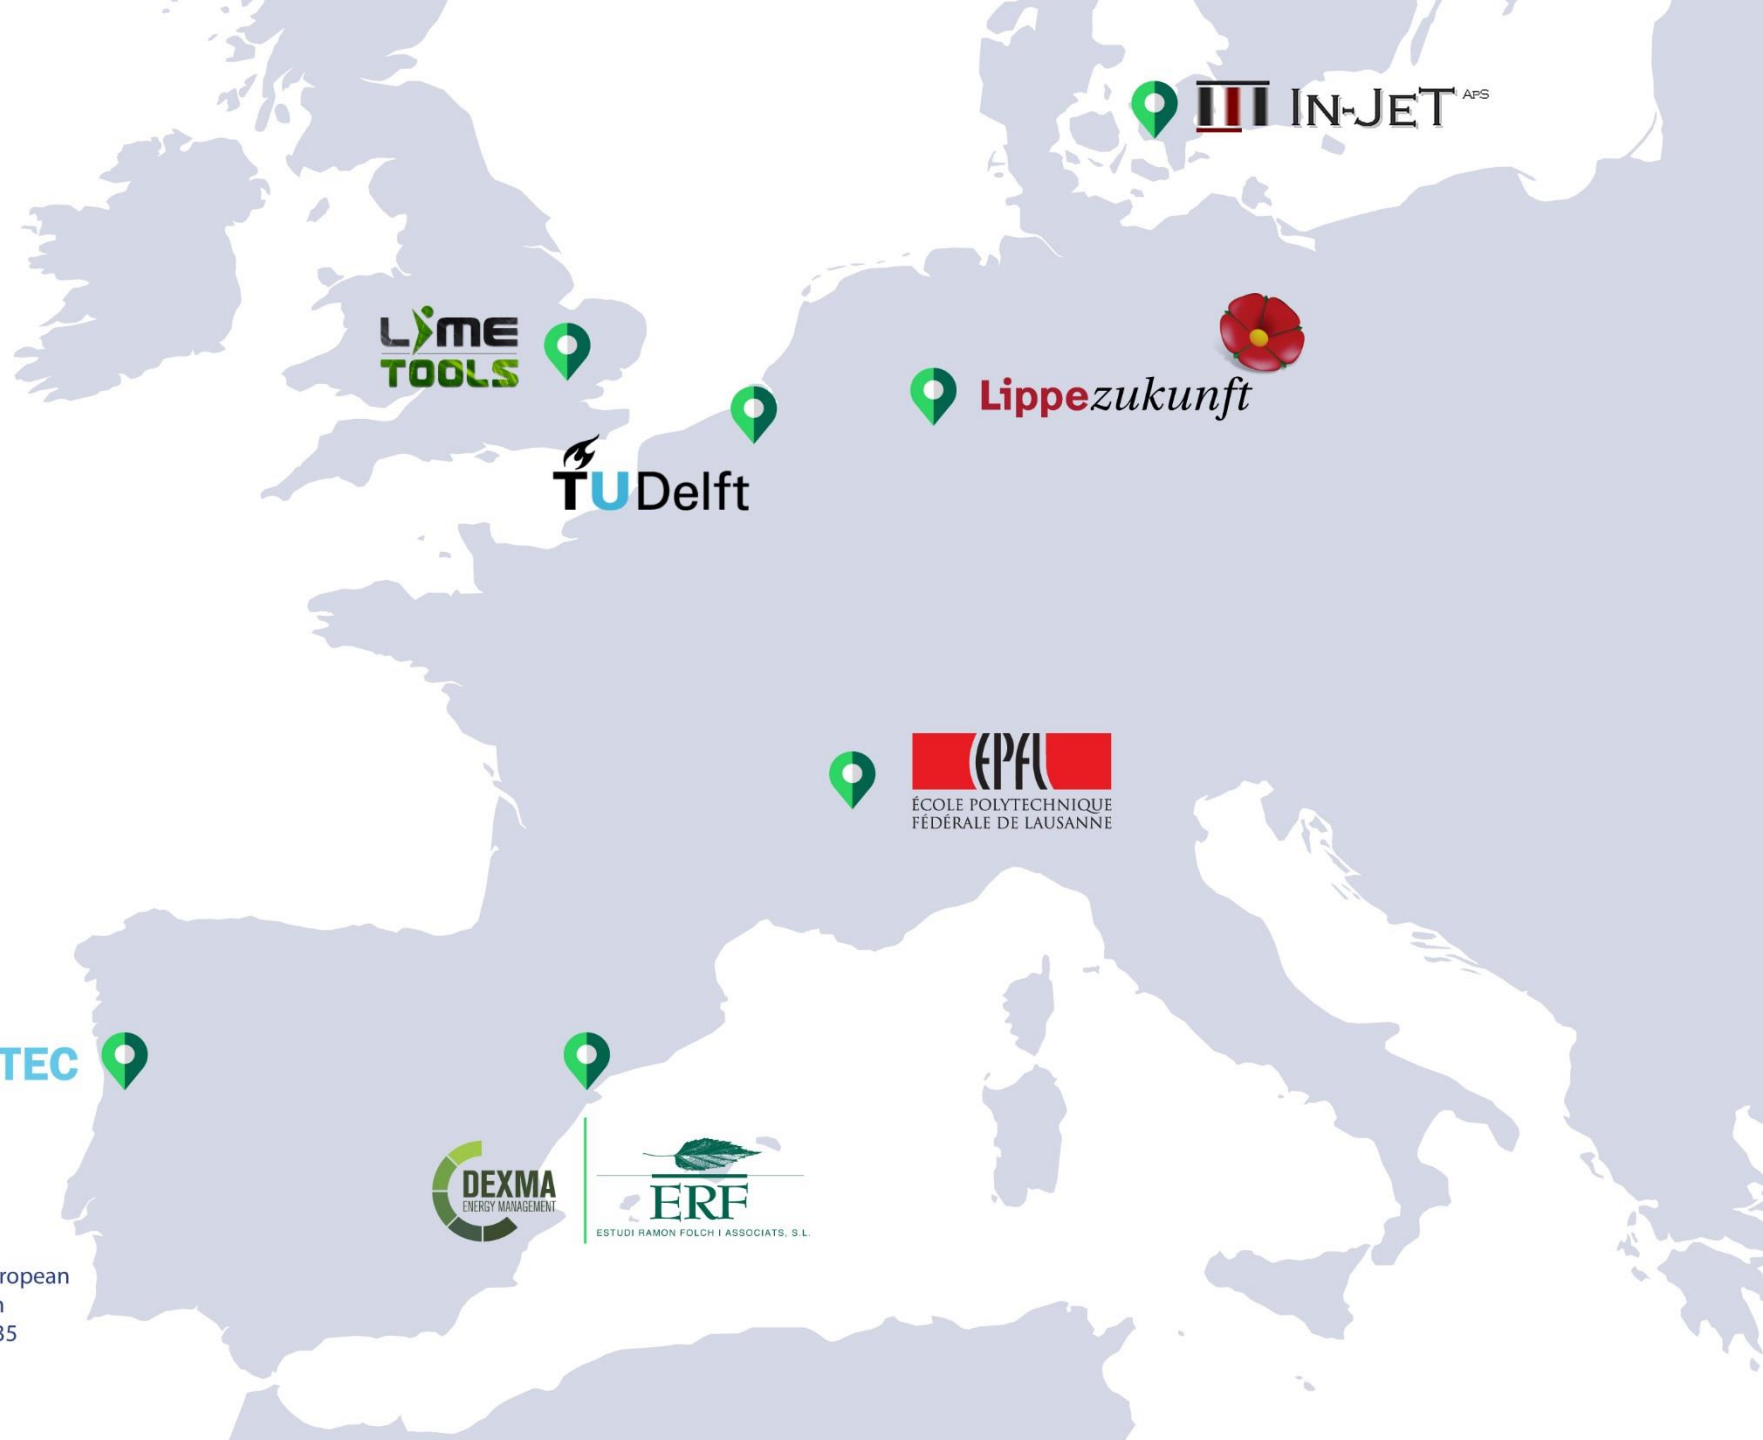 IN-JET APS
LIME
TOOLS
Lippezukunft
TUDelft
EPFL
ÉCOLE POLYTECHNIQUE
FÉDÉRALE DE LAUSANNE
TEC
DEXMA
ENERGY MANAGEMENT
ERF
ESTUDI RAMON FOLCH I ASSOCIATS, S.L.
ropean
35